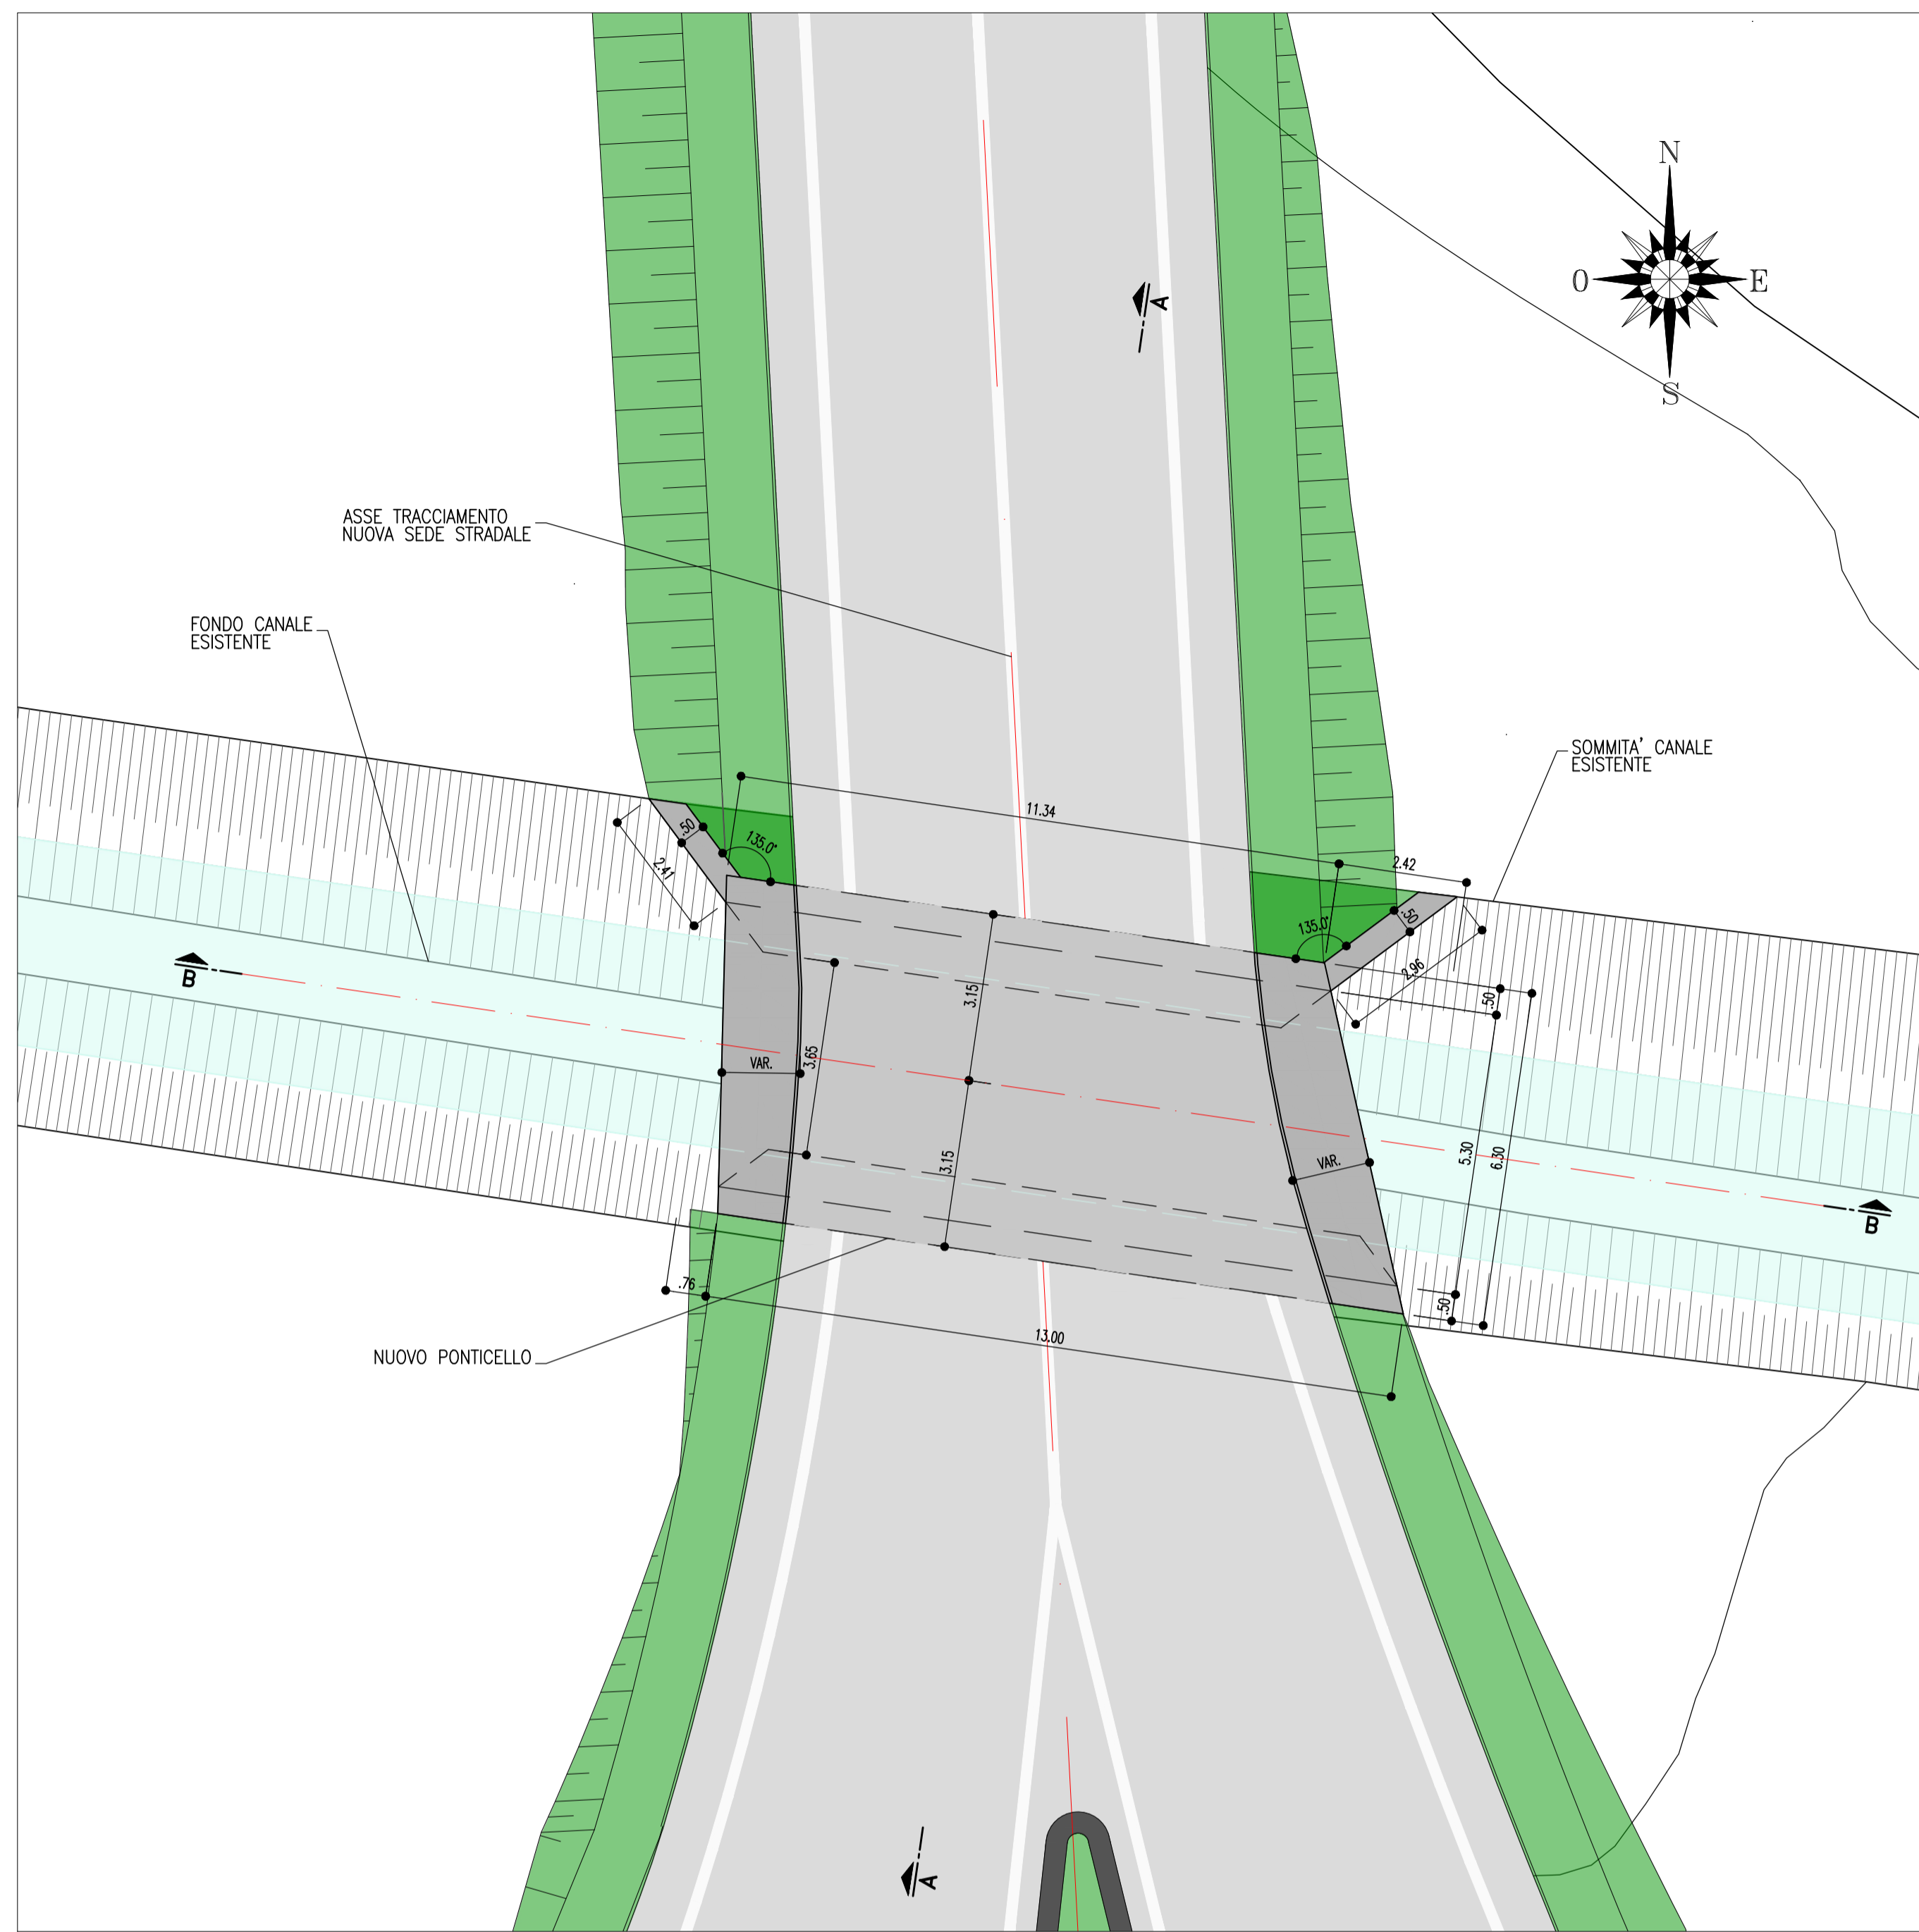 N
O
E
S
A
ASSE TRACCIAMENTO
NUOVA SEDE STRADALE
FONDO CANALE
ESISTENTE
SOMMITA' CANALE
ESISTENTE
11.34
2.42
.50
135.0°
2.41
135.0°
.50
2.96
B
3.15
.50
VAR.
3.65
3.15
VAR.
5.30
6.30
B
.76
.50
13.00
NUOVO PONTICELLO
A